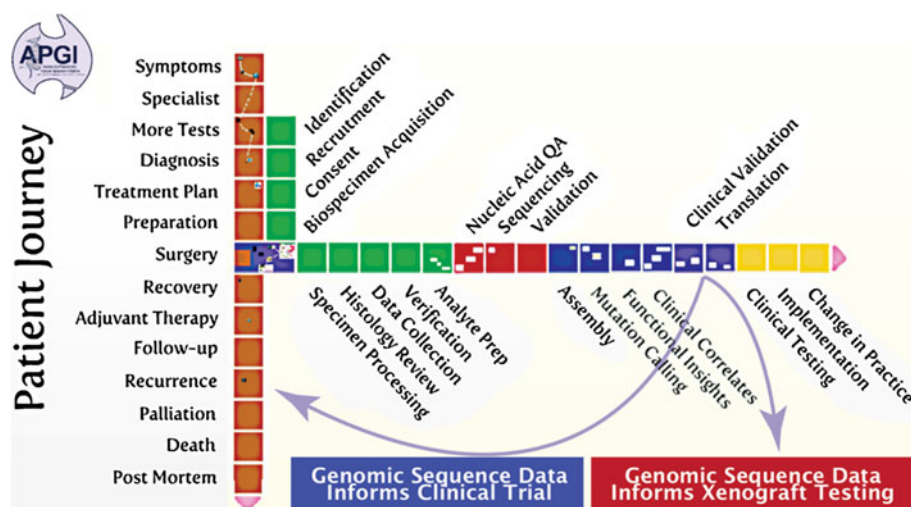 APGI
Patient Journey
Symptoms
Specialist
More Tests
Diagnosis
Treatment Plan
Preparation
Surgery
Recovery
Adjuvant Therapy
Follow-up
Recurrence
Palliation
Death
Post Mortem
Identification
Recruitment
Consent
Biospecimen Acquisition
Nucleic Acid QA
Sequencing
Validation
Clinical Validation
Translation
Specimen Processing
Histology Review
Data Collection
Verification
Analyte Prep
Assembly
Mutation Calling
Functional Insights
Clinical Correlates
Clinical Testing
Implementation
Change in Practice
Genomic Sequence Data
Informs Clinical Trial
Genomic Sequence Data
Informs Xenograft Testing